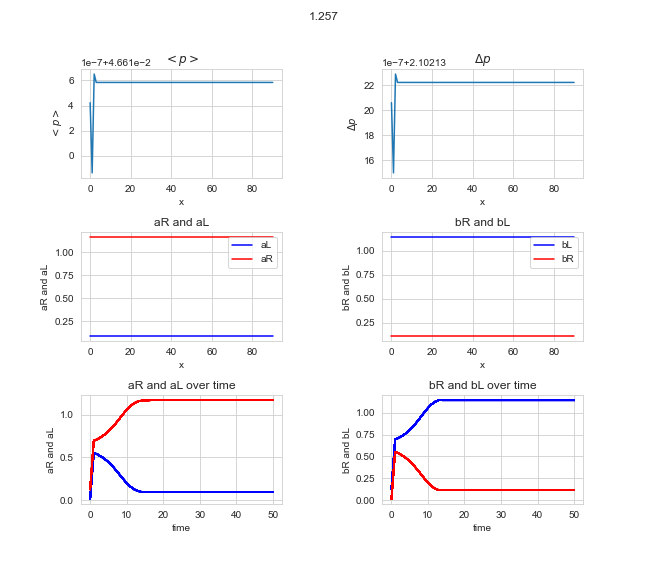 1.257
1e-7+4.661e-2 < p >
6
4
2
0
< p >
0 20 40 60 80
x
1e-7+2.10213 Δp
22
20
18
16
Δp
0 20 40 60 80
x
aR and aL
1.00
0.75
0.50
0.25
aR and aL
aL
aR
0 20 40 60 80
x
bR and bL
1.00
0.75
0.50
0.25
bR and bL
bL
bR
0 20 40 60 80
x
aR and aL over time
1.0
0.5
0.0
aR and aL
0 10 20 30 40 50
time
bR and bL over time
1.00
0.75
0.50
0.25
0.00
bR and bL
0 10 20 30 40 50
time